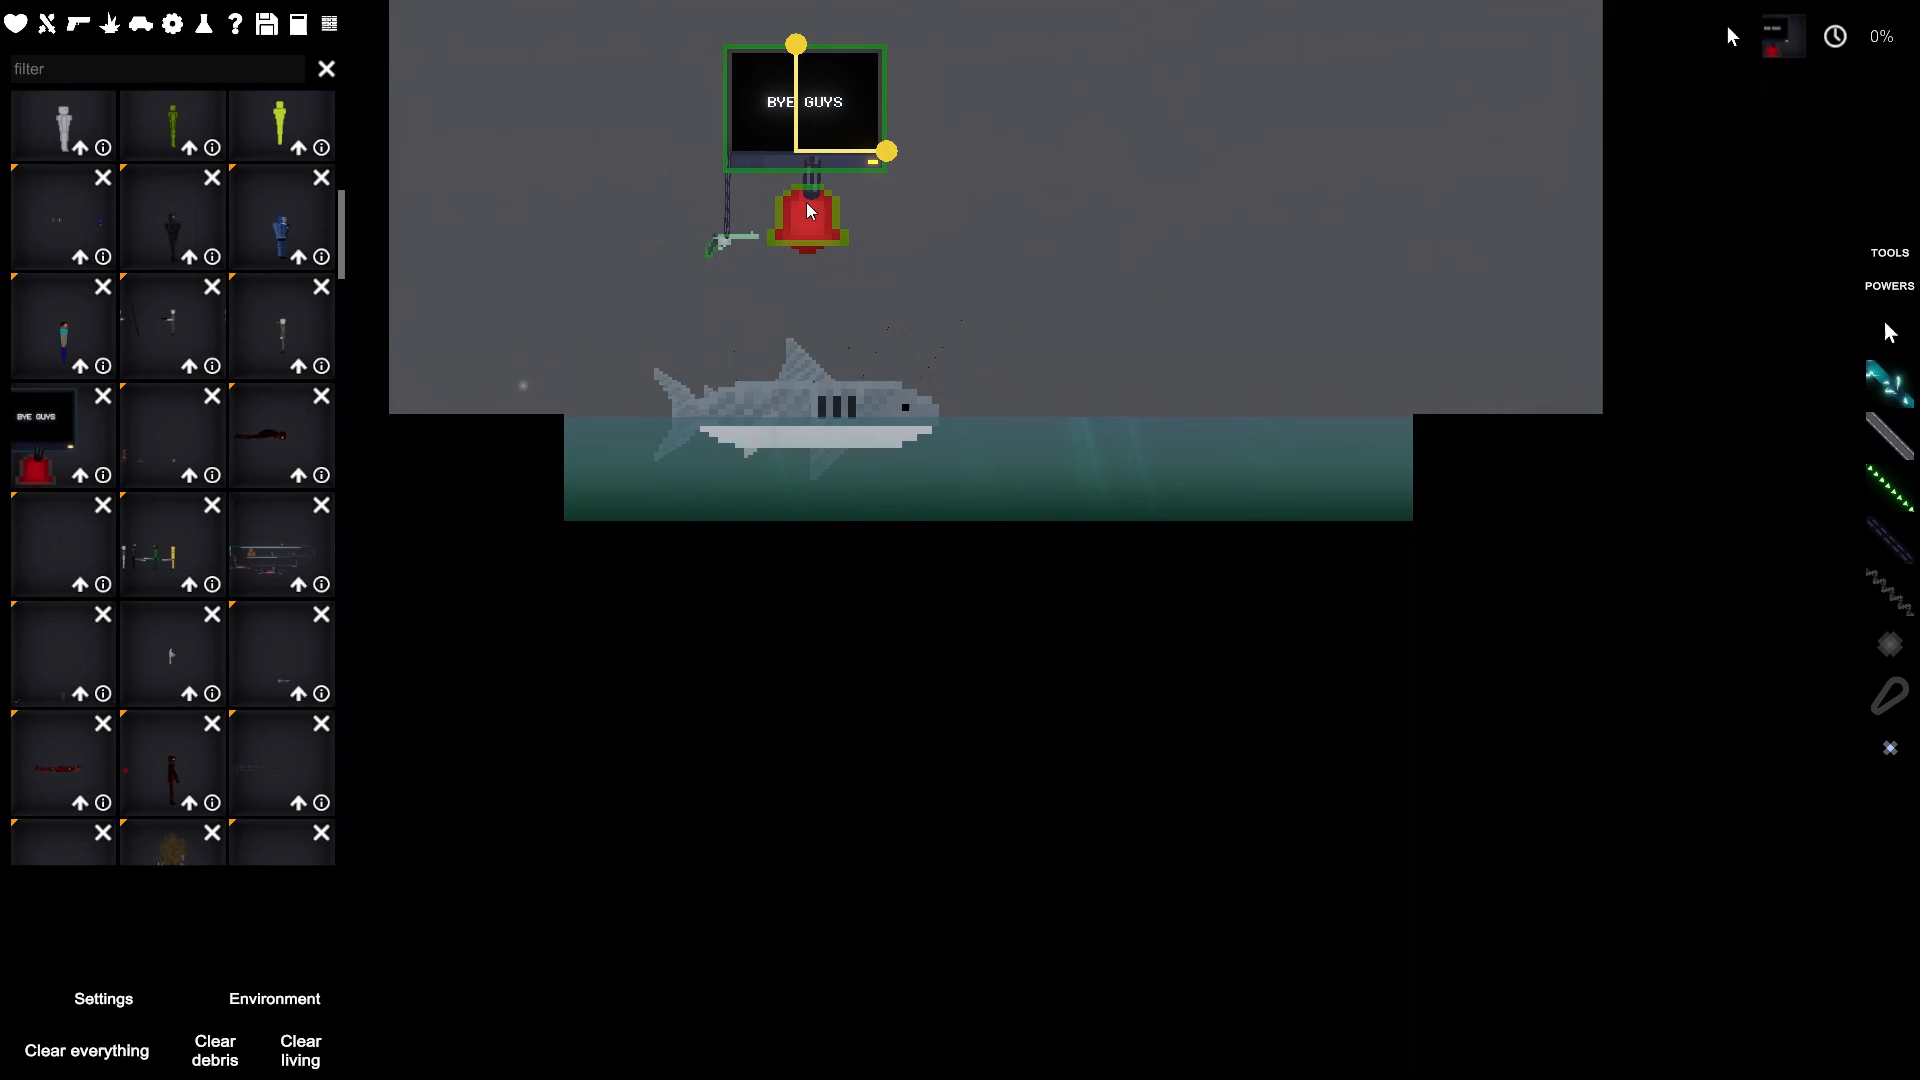 filter
0%
BYE GUYS
TOOLS
POWERS
BYE GUYS
Settings
Environment
Clear everything
Clear
debris
Clear
living